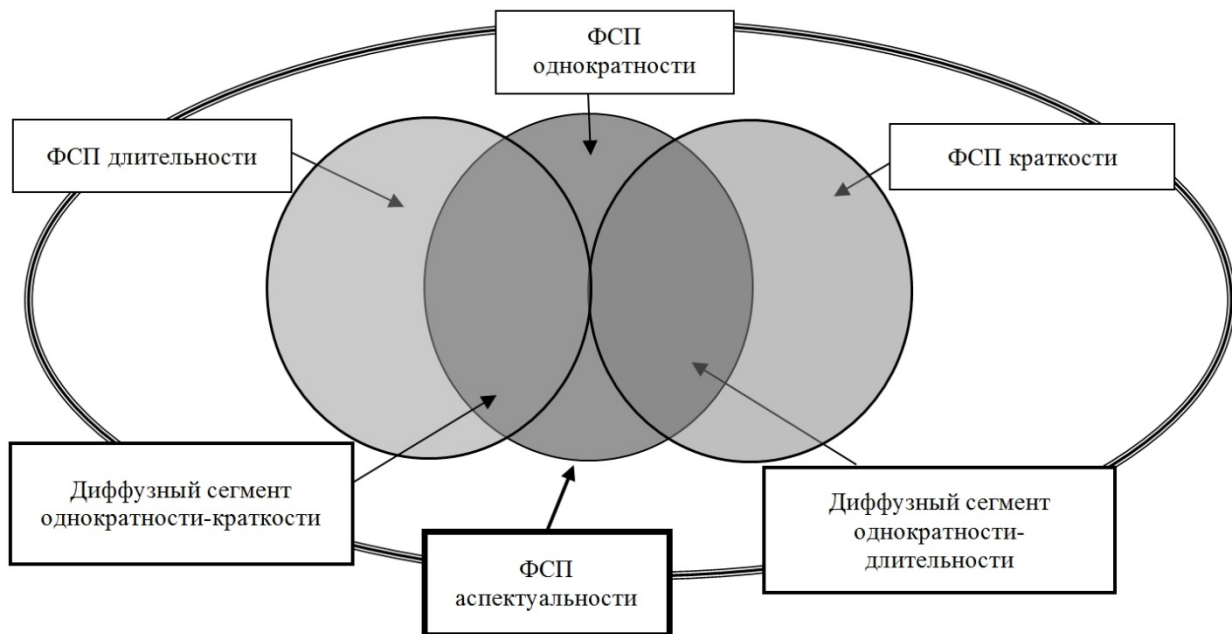 ФСП
однократности
ФСП длительности
ФСП краткости
Диффузный сегмент
однократности-краткости
Диффузный сегмент
однократности-
длительности
ФСП
аспектуальности